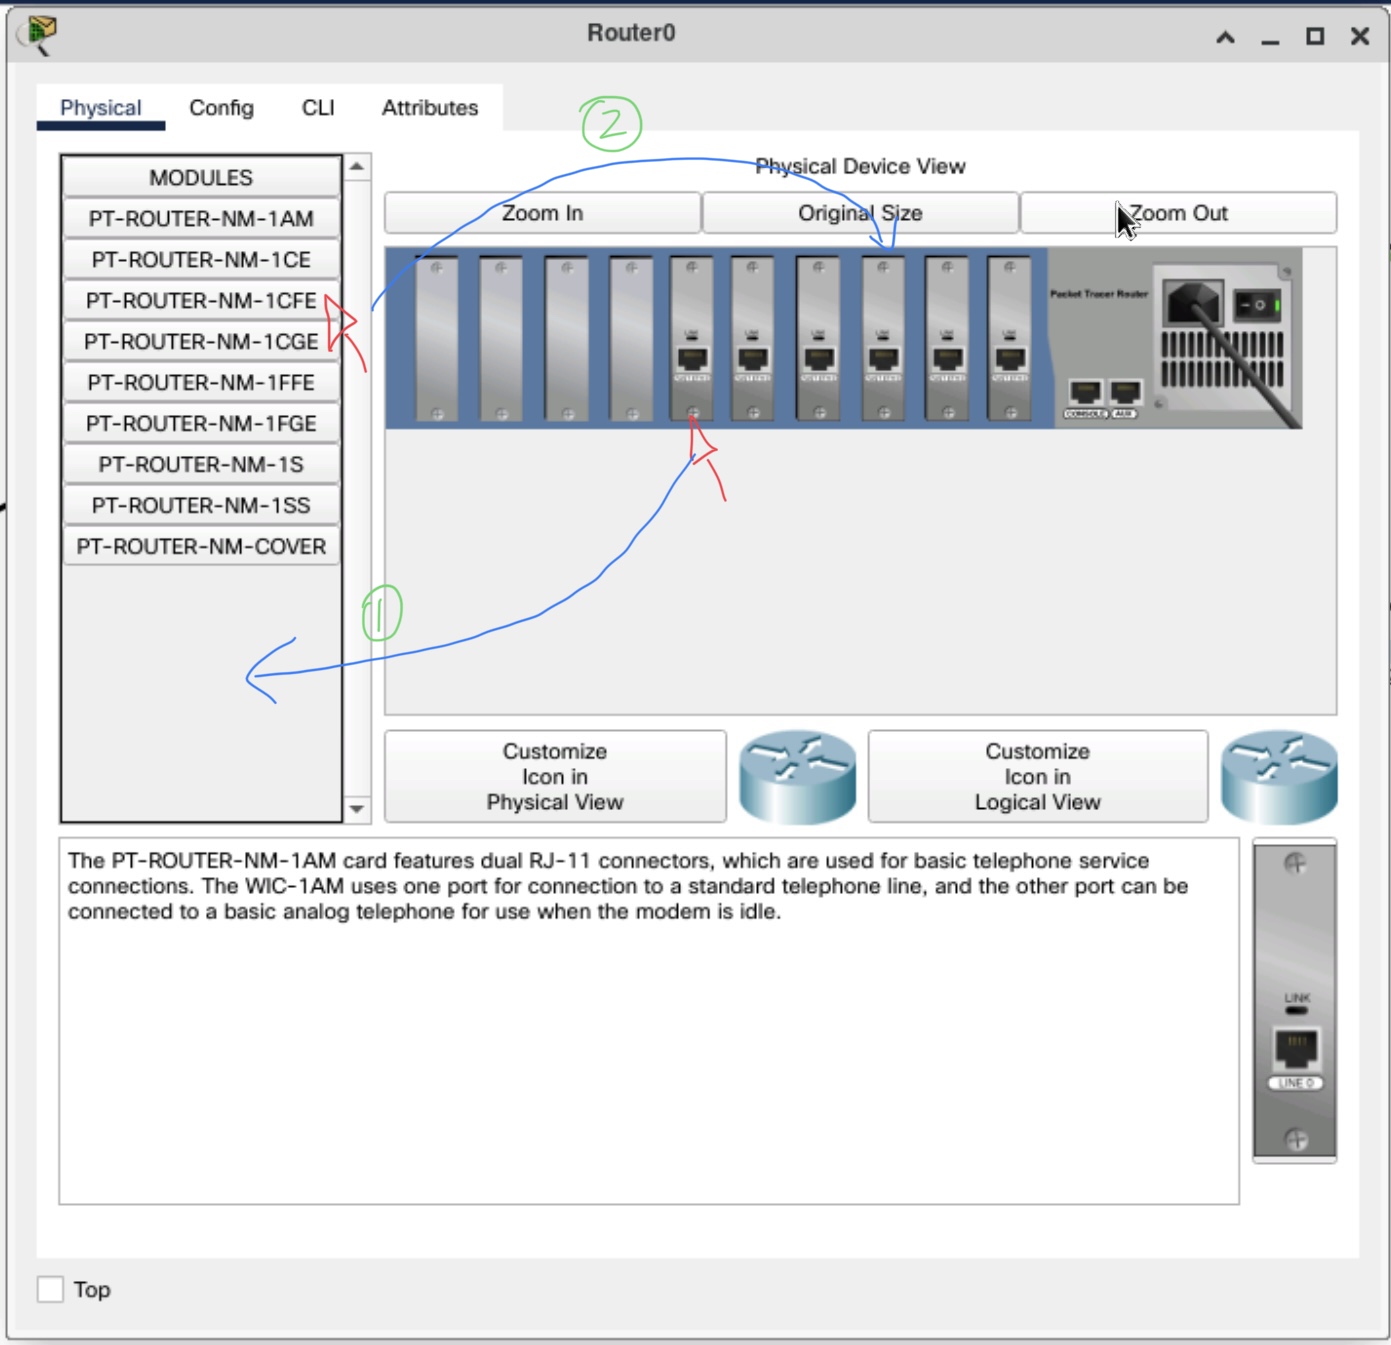 Router0
Physical Config CLI Attributes
2
MODULES
PT-ROUTER-NM-1AM
PT-ROUTER-NM-1CE
PT-ROUTER-NM-1CFE
PT-ROUTER-NM-1CGE
PT-ROUTER-NM-1FFE
PT-ROUTER-NM-1FGE
PT-ROUTER-NM-1S
PT-ROUTER-NM-1SS
PT-ROUTER-NM-COVER
Physical Device View
Zoom In Original Size Zoom Out
Packet Tracer Router
CONSOLE AUX
1
Customize
Icon in
Physical View
Customize
Icon in
Logical View
The PT-ROUTER-NM-1AM card features dual RJ-11 connectors, which are used for basic telephone service
connections. The WIC-1AM uses one port for connection to a standard telephone line, and the other port can be
connected to a basic analog telephone for use when the modem is idle.
LINK
LINE 0
Top